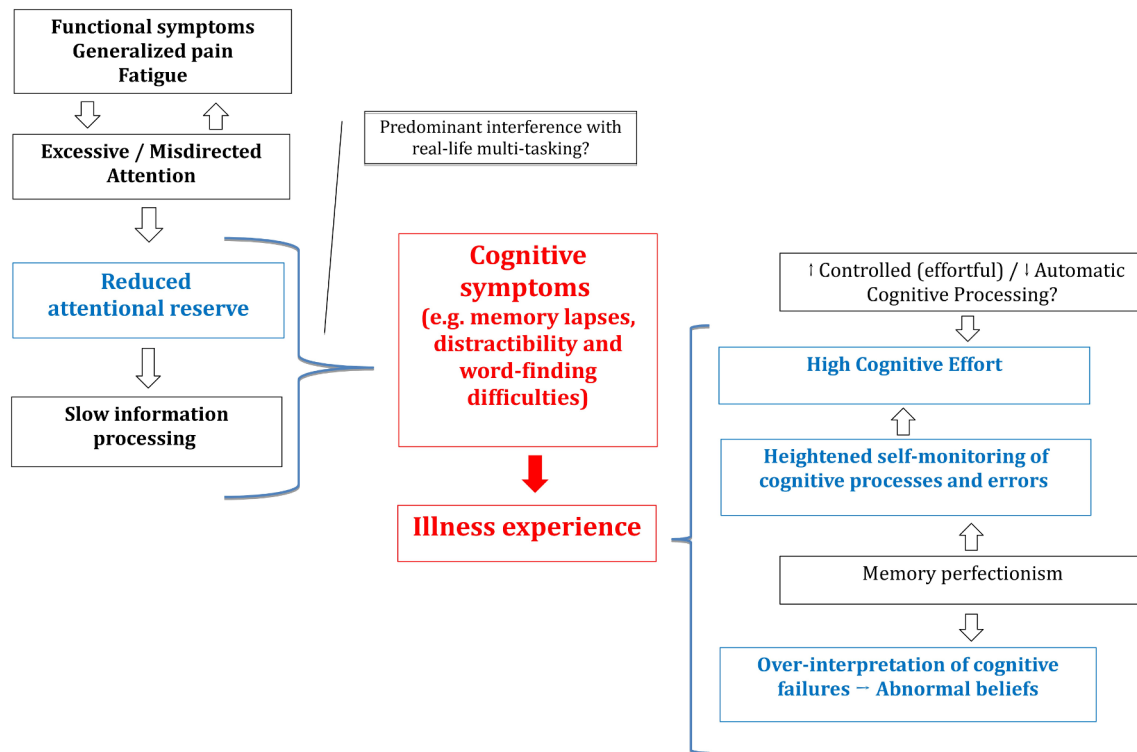 Functional symptoms
Generalized pain
Fatigue
Excessive / Misdirected
Attention
Reduced
attentional reserve
Slow information
processing
Predominant interference with
real-life multi-tasking?
Cognitive
symptoms
(e.g. memory lapses,
distractibility and
word-finding
difficulties)
Illness experience
↑ Controlled (effortful) / ↓ Automatic
Cognitive Processing?
High Cognitive Effort
Heightened self-monitoring of
cognitive processes and errors
Memory perfectionism
Over-interpretation of cognitive
failures → Abnormal beliefs